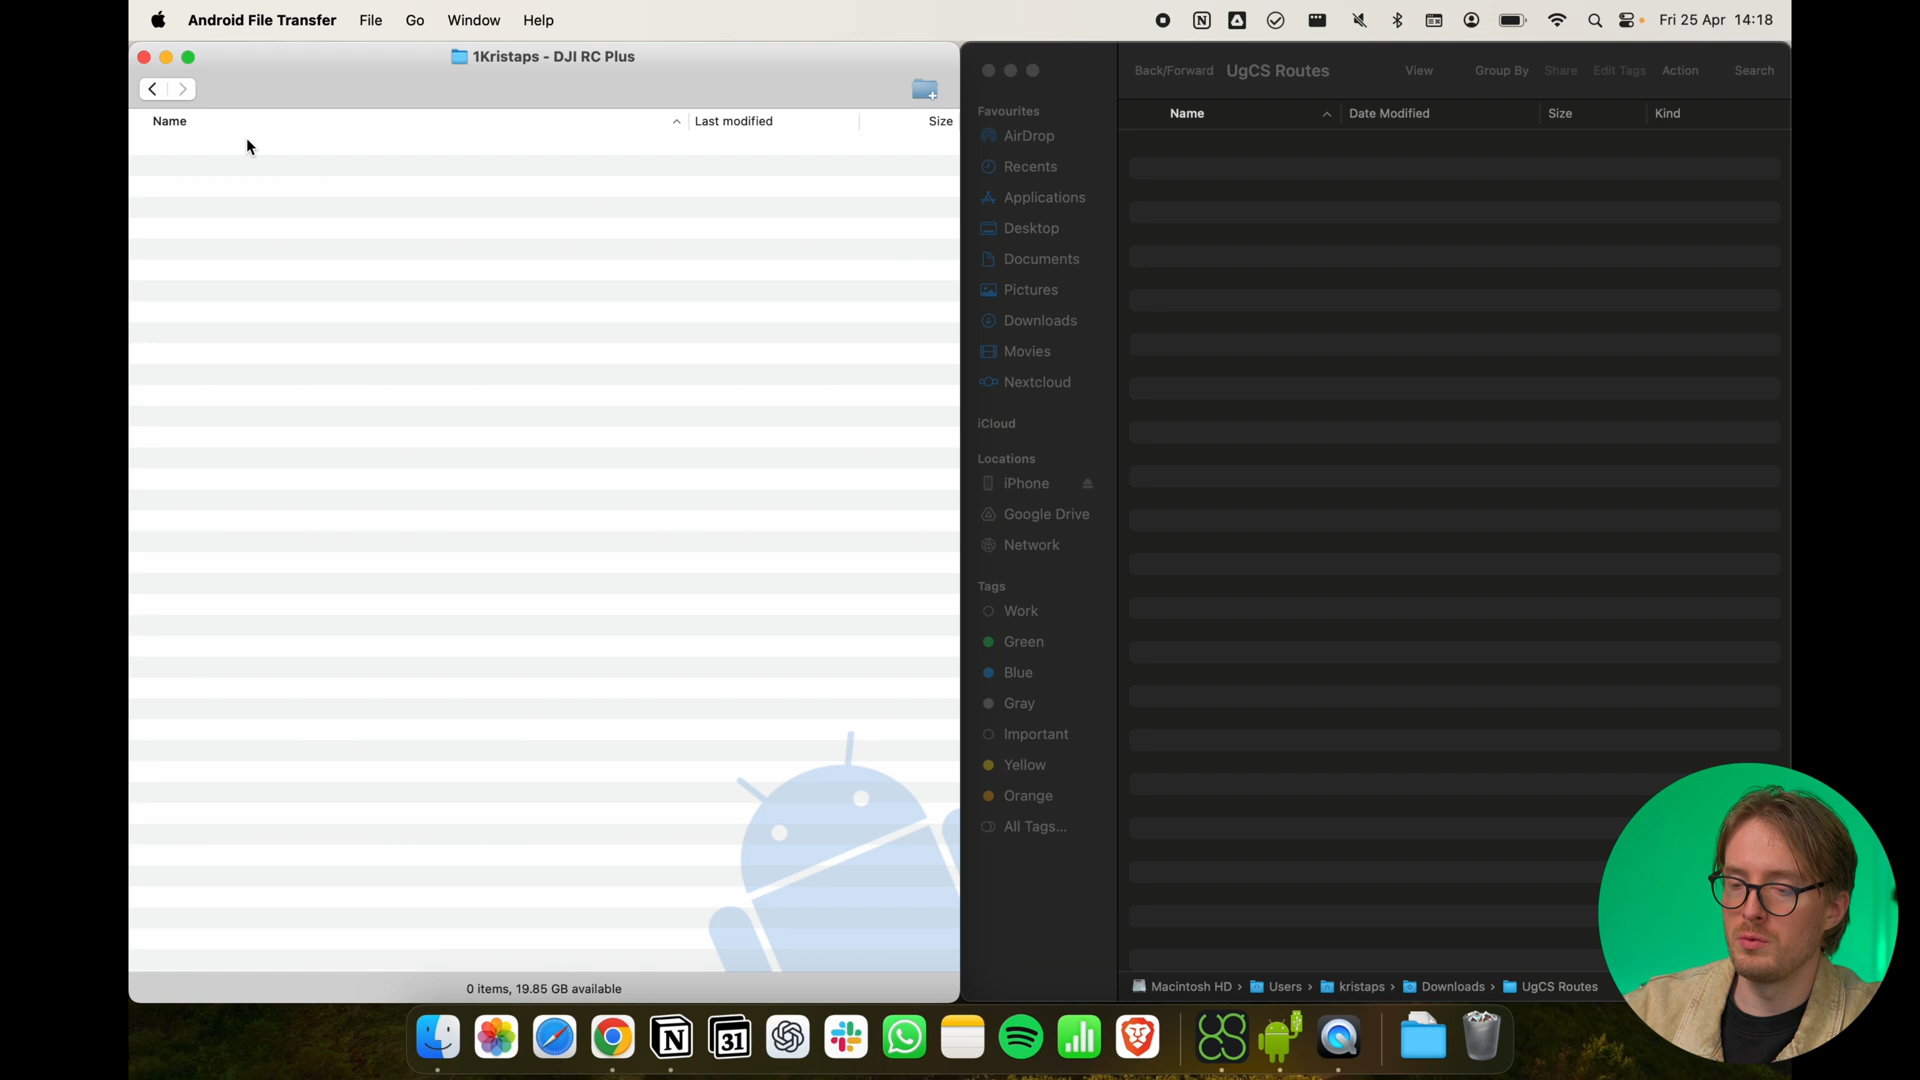 Android File Transfer File Go Window Help
Fri 25 Apr 14:18
1Kristaps - DJI RC Plus
Name Last modified Size
0 items, 19.85 GB available
Back/Forward UgCS Routes View Group By Share Edit Tags Action Search
Name Date Modified Size Kind
Favourites
AirDrop
Recents
Applications
Desktop
Documents
Pictures
Downloads
Movies
Nextcloud
iCloud
Locations
iPhone
Google Drive
Network
Tags
Work
Green
Blue
Gray
Important
Yellow
Orange
All Tags...
Macintosh HD › Users › kristaps › Downloads › UgCS Routes
31